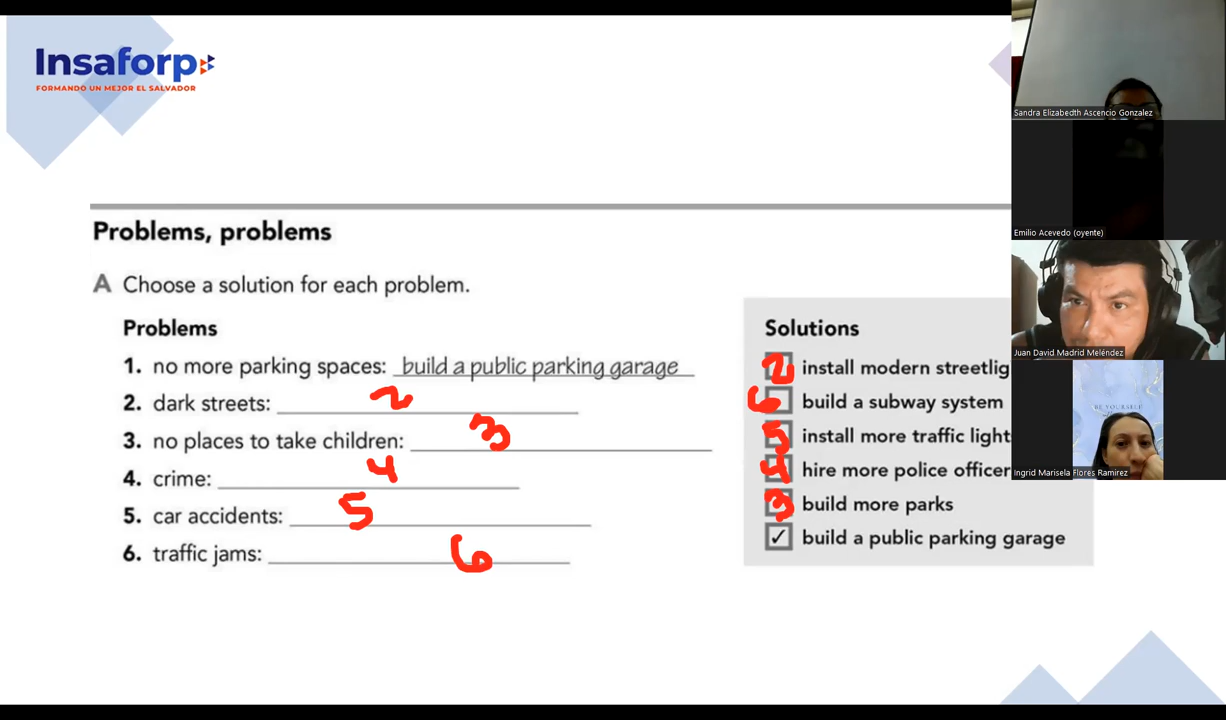 Insaforp
FORMANDO UN MEJOR EL SALVADOR
Problems, problems
A Choose a solution for each problem.
Problems
1. no more parking spaces: build a public parking garage
2. dark streets: 2
3. no places to take children: 3
4. crime: 4
5. car accidents: 5
6. traffic jams: 6
Solutions
2 install modern streetlig
6 build a subway system
5 install more traffic light
4 hire more police officer
3 build more parks
✓ build a public parking garage
Sandra Elizabedth Ascencio Gonzalez
Emilio Acevedo (oyente)
Juan David Madrid Meléndez
BE YOURSELF
Ingrid Marisela Flores Ramirez